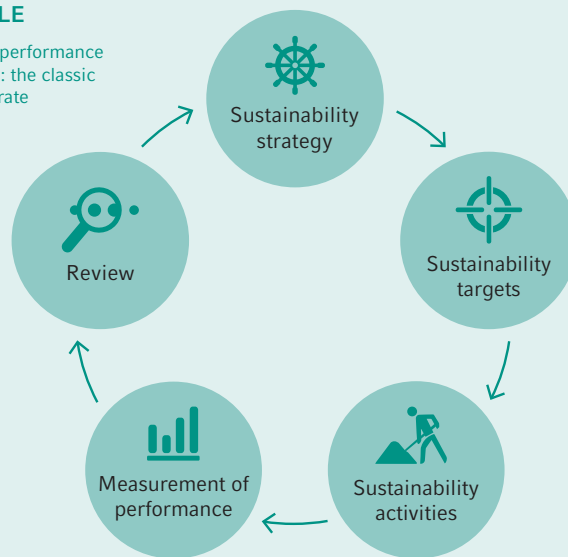 LE
performance
: the classic
rate
Sustainability
strategy
Sustainability
targets
Sustainability
activities
Measurement of
performance
Review